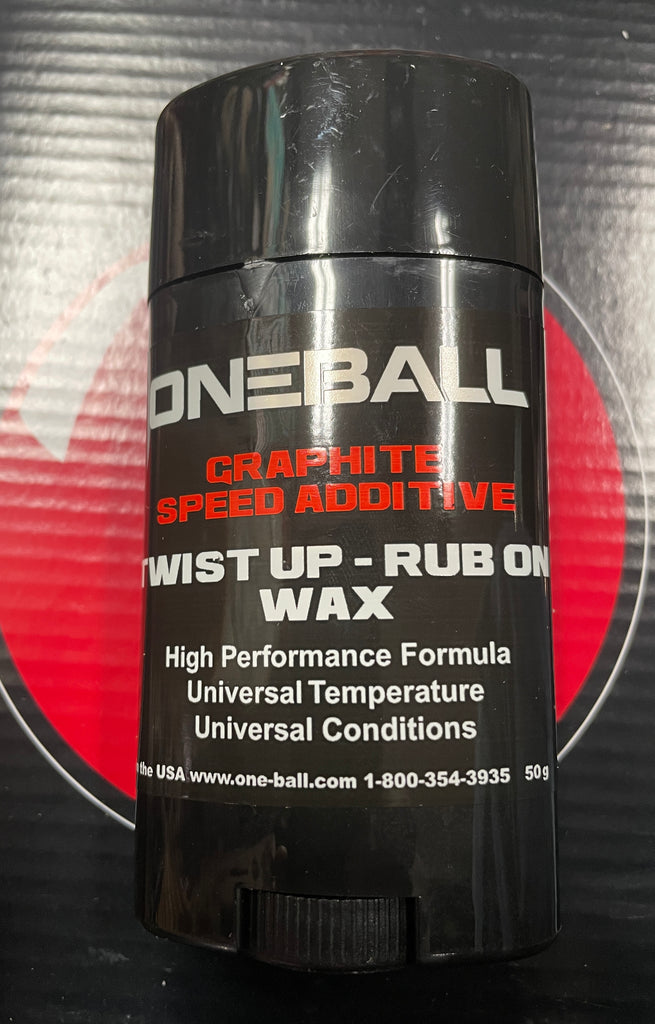 ONEBALL
GRAPHITE
SPEED ADDITIVE
TWIST UP - RUB ON
WAX
High Performance Formula
Universal Temperature
Universal Conditions
the USA www.one-ball.com 1-800-354-3935 50g